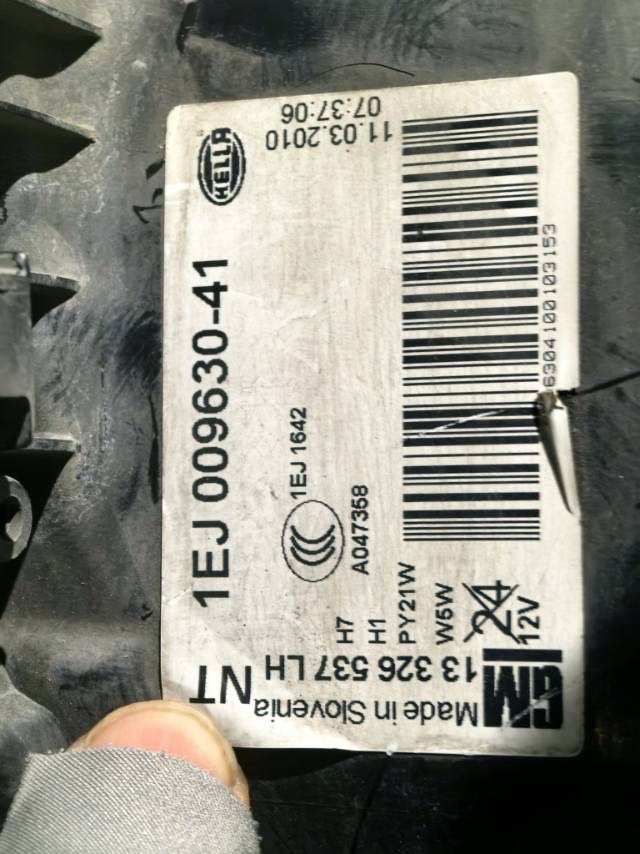 HELLA
11.03.2010
07:37:06
1EJ 009630-41
1EJ 1642
A047358
6304100103153
H7
H1
PY21W
W5W
24
12V
GM
13 326 537 LH
Made in Slovenia
NT